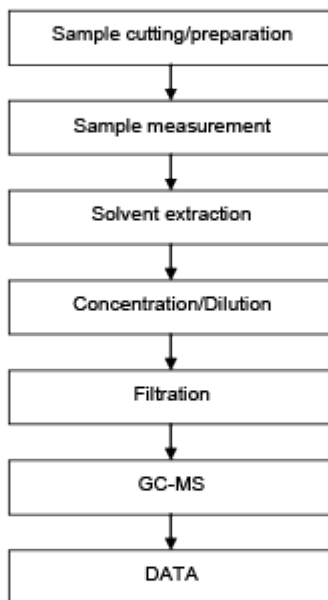 Sample cutting/preparation
Sample measurement
Solvent extraction
Concentration/Dilution
Filtration
GC-MS
DATA